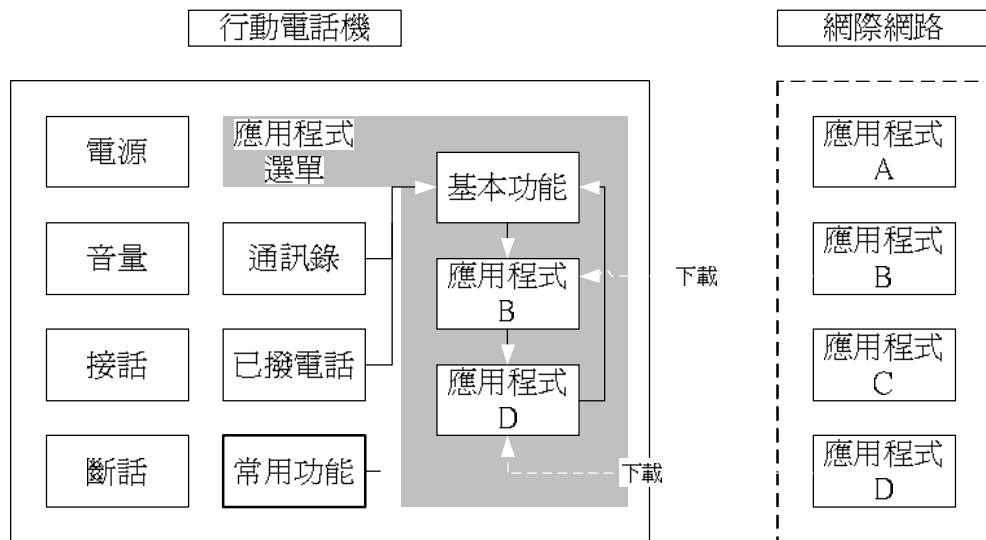 行動電話機
網際網路
電源
應用程式
選單
基本功能
應用程式
A
音量
通訊錄
應用程式
B
下載
應用程式
B
接話
已撥電話
應用程式
D
應用程式
C
斷話
常用功能
下載
應用程式
D